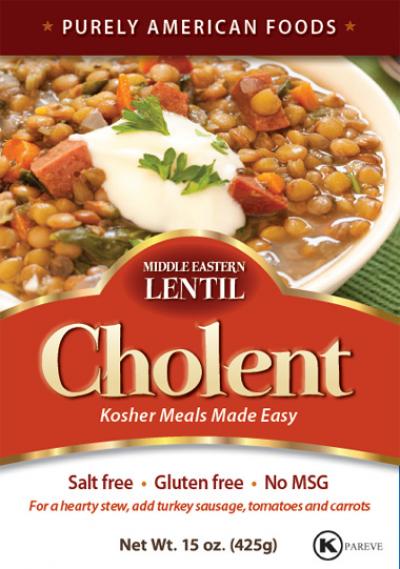 ★ PURELY AMERICAN FOODS ★
MIDDLE EASTERN
LENTIL
Cholent
Kosher Meals Made Easy
Salt free • Gluten free • No MSG
For a hearty stew, add turkey sausage, tomatoes and carrots
Net Wt. 15 oz. (425g)
K PAREVE